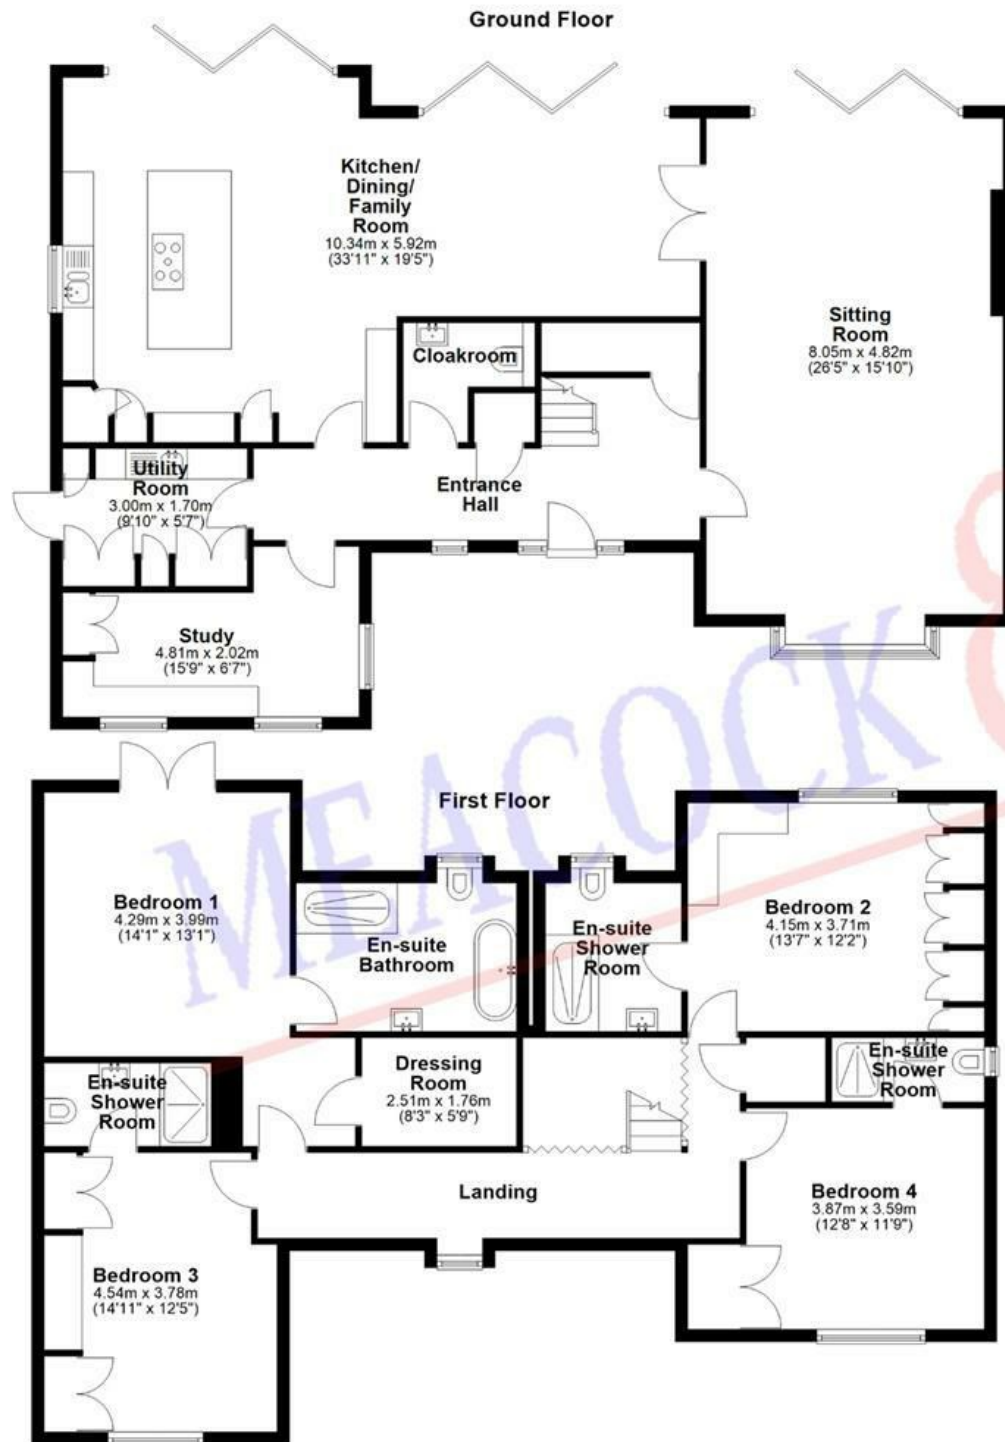 Ground Floor
Kitchen/
Dining/
Family
Room
10.34m x 5.92m
(33'11" x 19'5")
Sitting
Room
8.05m x 4.82m
(26'5" x 15'10")
Cloakroom
Utility
Room
3.00m x 1.70m
(9'10" x 5'7")
Entrance
Hall
Study
4.81m x 2.02m
(15'9" x 6'7")
MEACOCK &
First Floor
Bedroom 1
4.29m x 3.99m
(14'1" x 13'1")
En-suite
Bathroom
En-suite
Shower
Room
Bedroom 2
4.15m x 3.71m
(13'7" x 12'2")
En-suite
Shower
Room
Dressing
Room
2.51m x 1.76m
(8'3" x 5'9")
En-suite
Shower
Room
Landing
Bedroom 4
3.87m x 3.59m
(12'8" x 11'9")
Bedroom 3
4.54m x 3.78m
(14'11" x 12'5")